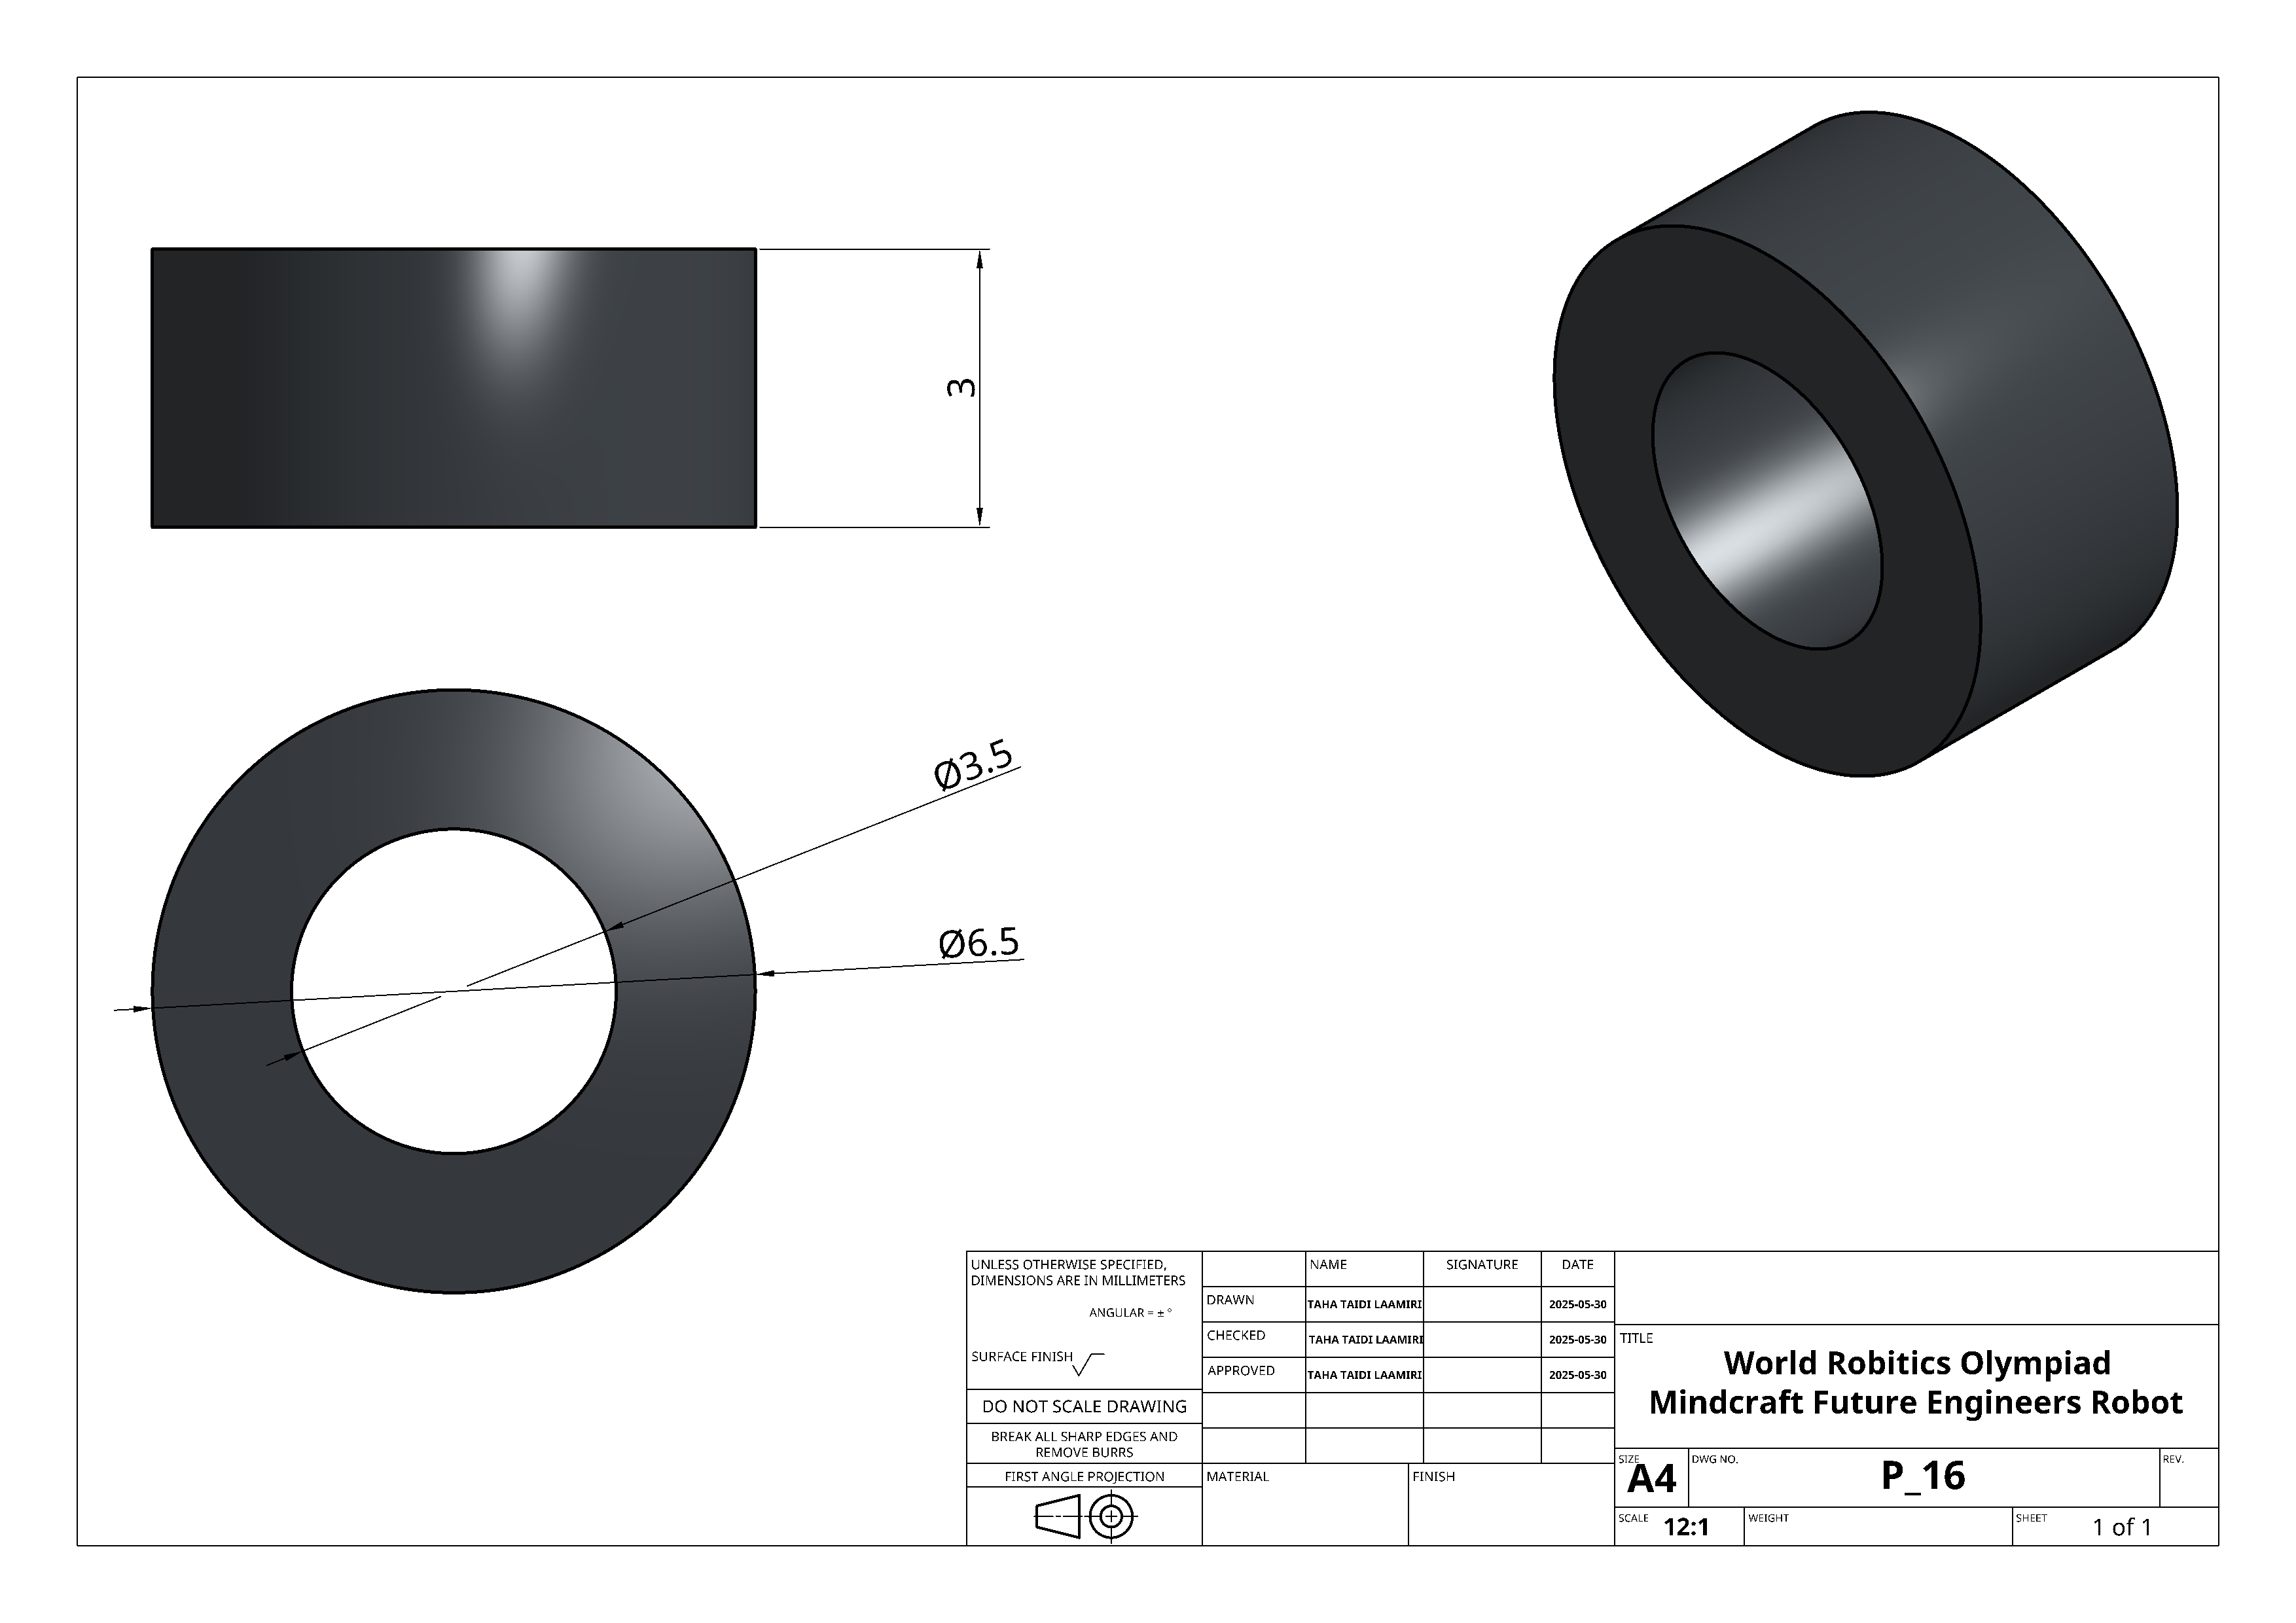 3
Ø3.5
Ø6.5
UNLESS OTHERWISE SPECIFIED,
DIMENSIONS ARE IN MILLIMETERS
ANGULAR = ± °
SURFACE FINISH
DO NOT SCALE DRAWING
BREAK ALL SHARP EDGES AND
REMOVE BURRS
FIRST ANGLE PROJECTION
NAME SIGNATURE DATE
DRAWN TAHA TAIDI LAAMIRI 2025-05-30
CHECKED TAHA TAIDI LAAMIRI 2025-05-30
APPROVED TAHA TAIDI LAAMIRI 2025-05-30
MATERIAL FINISH
TITLE
World Robitics Olympiad
Mindcraft Future Engineers Robot
SIZE A4 DWG NO. P_16 REV.
SCALE 12:1 WEIGHT SHEET 1 of 1